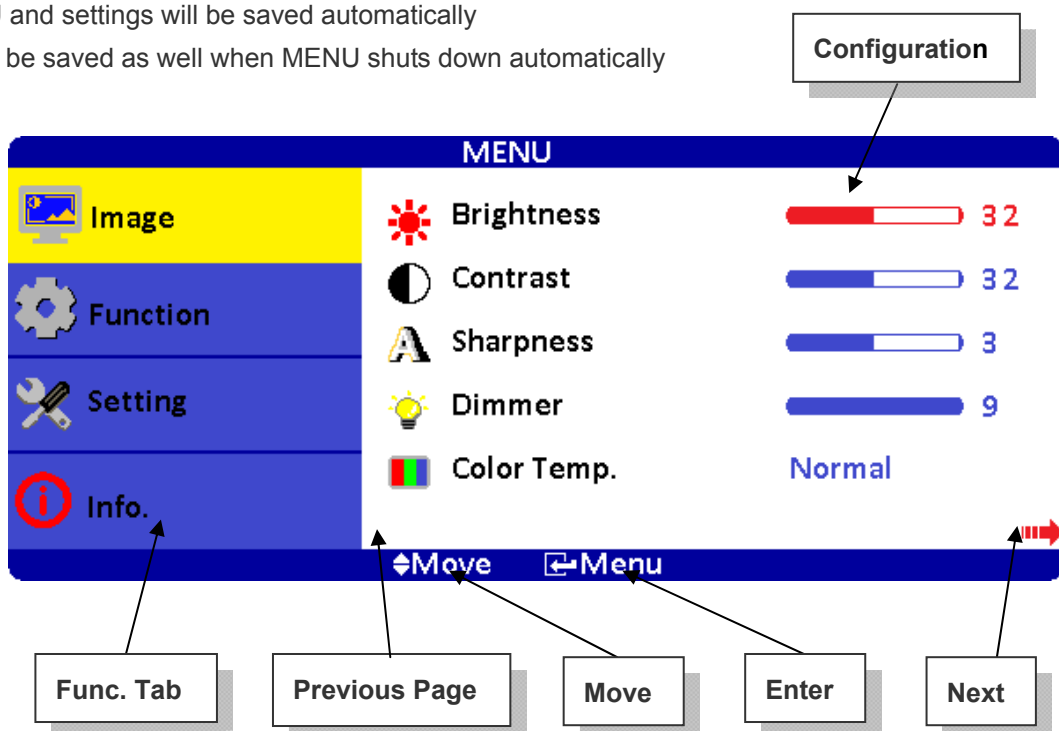 and settings will be saved automatically
be saved as well when MENU shuts down automatically
Configuration
MENU
Image
Function
Setting
Info.
Brightness 32
Contrast 32
Sharpness 3
Dimmer 9
Color Temp. Normal
Move Menu
Func. Tab
Previous Page
Move
Enter
Next